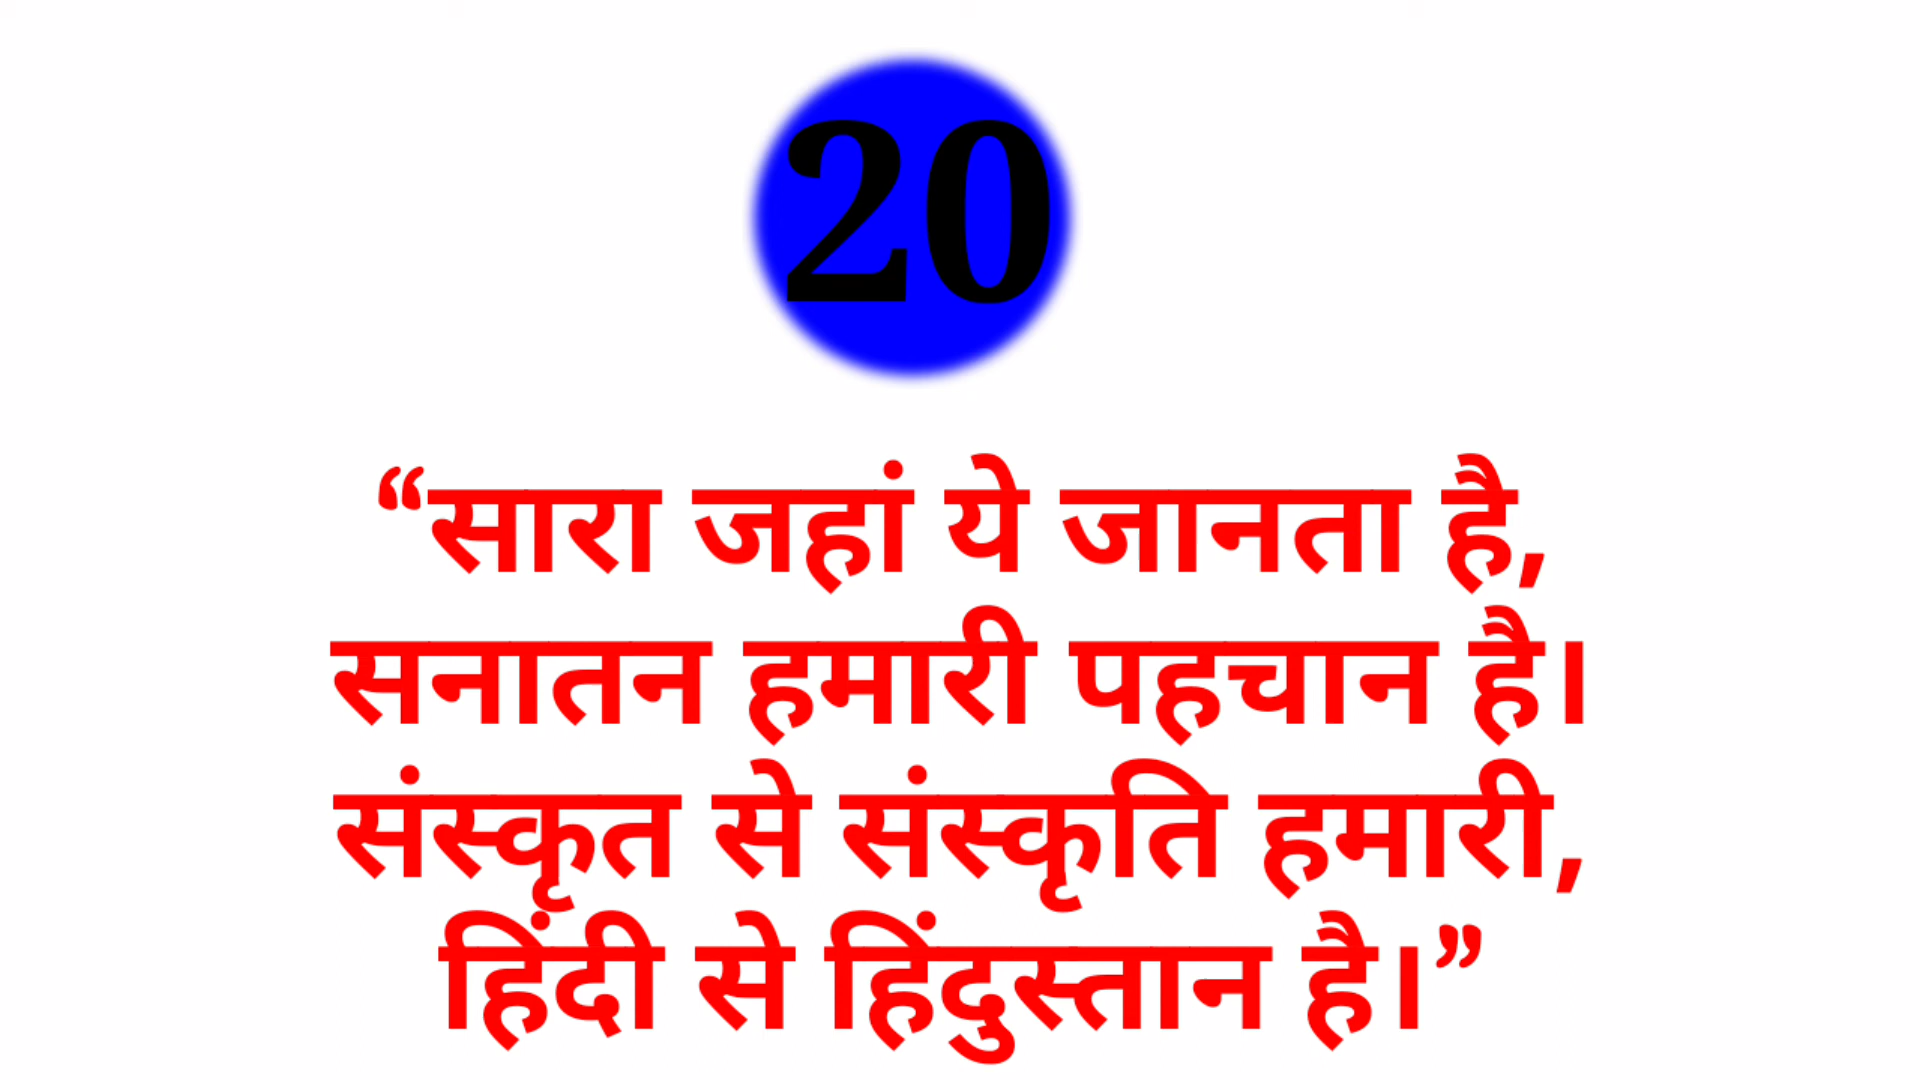 20
“सारा जहां ये जानता है,
सनातन हमारी पहचान है।
संस्कृत से संस्कृति हमारी,
हिंदी से हिंदुस्तान है।”